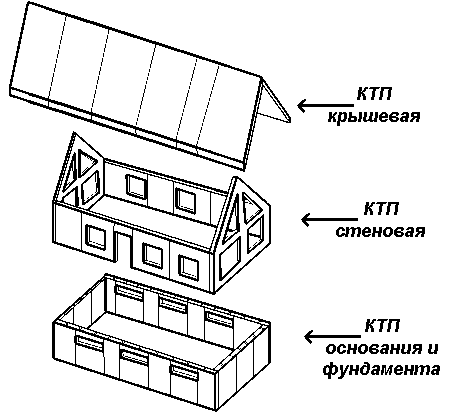 КТП
крышевая
КТП
стеновая
КТП
основания и
фундамента